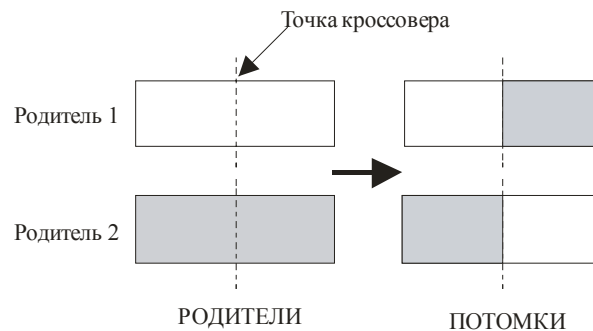 Точка кроссовера
Родитель 1
Родитель 2
РОДИТЕЛИ
ПОТОМКИ